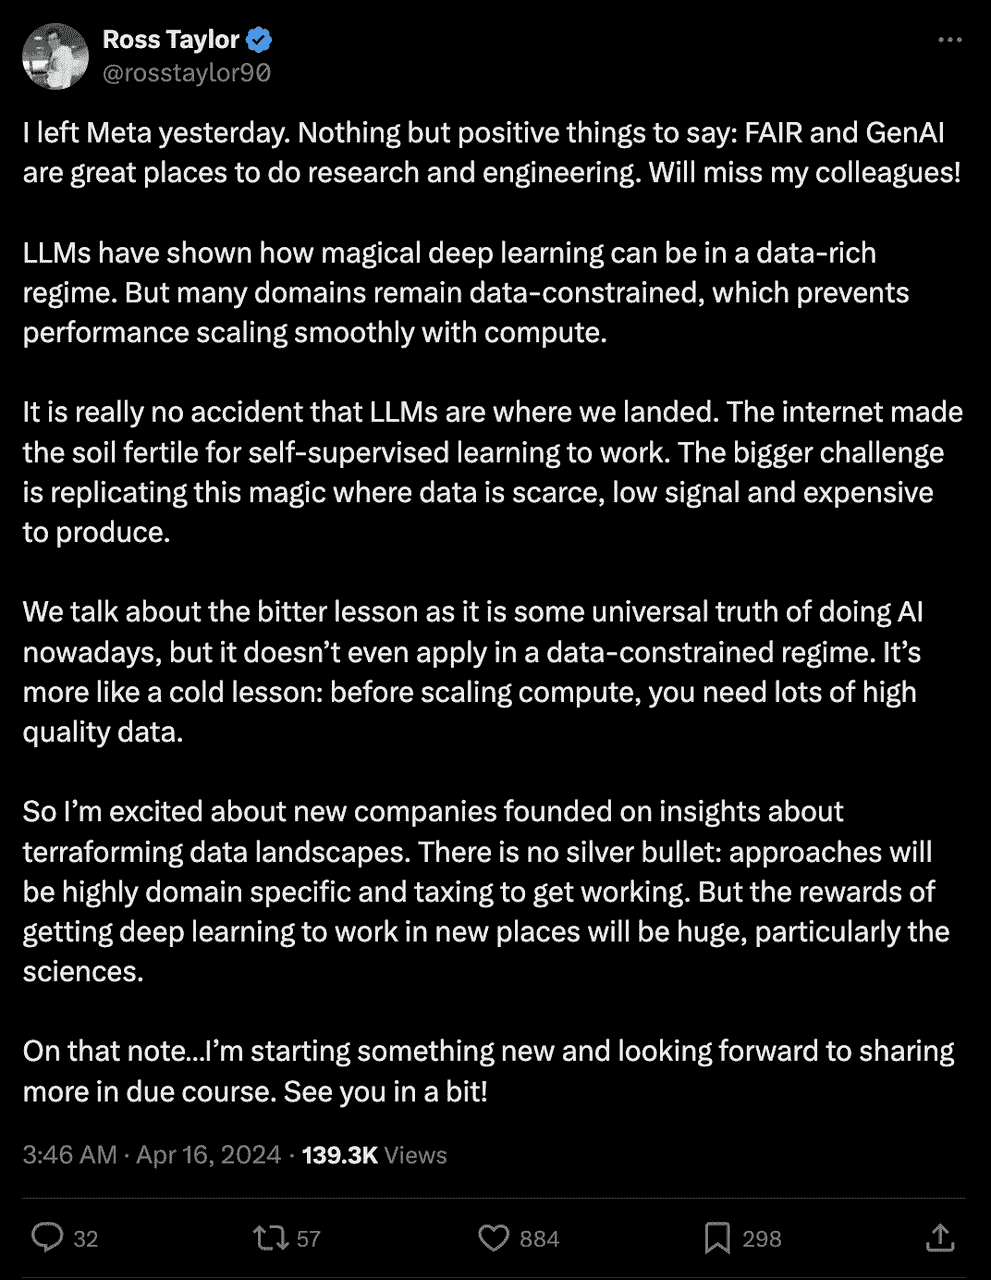 Ross Taylor
@rosstaylor90
I left Meta yesterday. Nothing but positive things to say: FAIR and GenAI
are great places to do research and engineering. Will miss my colleagues!
LLMs have shown how magical deep learning can be in a data-rich
regime. But many domains remain data-constrained, which prevents
performance scaling smoothly with compute.
It is really no accident that LLMs are where we landed. The internet made
the soil fertile for self-supervised learning to work. The bigger challenge
is replicating this magic where data is scarce, low signal and expensive
to produce.
We talk about the bitter lesson as it is some universal truth of doing AI
nowadays, but it doesn’t even apply in a data-constrained regime. It’s
more like a cold lesson: before scaling compute, you need lots of high
quality data.
So I’m excited about new companies founded on insights about
terraforming data landscapes. There is no silver bullet: approaches will
be highly domain specific and taxing to get working. But the rewards of
getting deep learning to work in new places will be huge, particularly the
sciences.
On that note...I’m starting something new and looking forward to sharing
more in due course. See you in a bit!
3:46 AM · Apr 16, 2024 · 139.3K Views
32 57 884 298